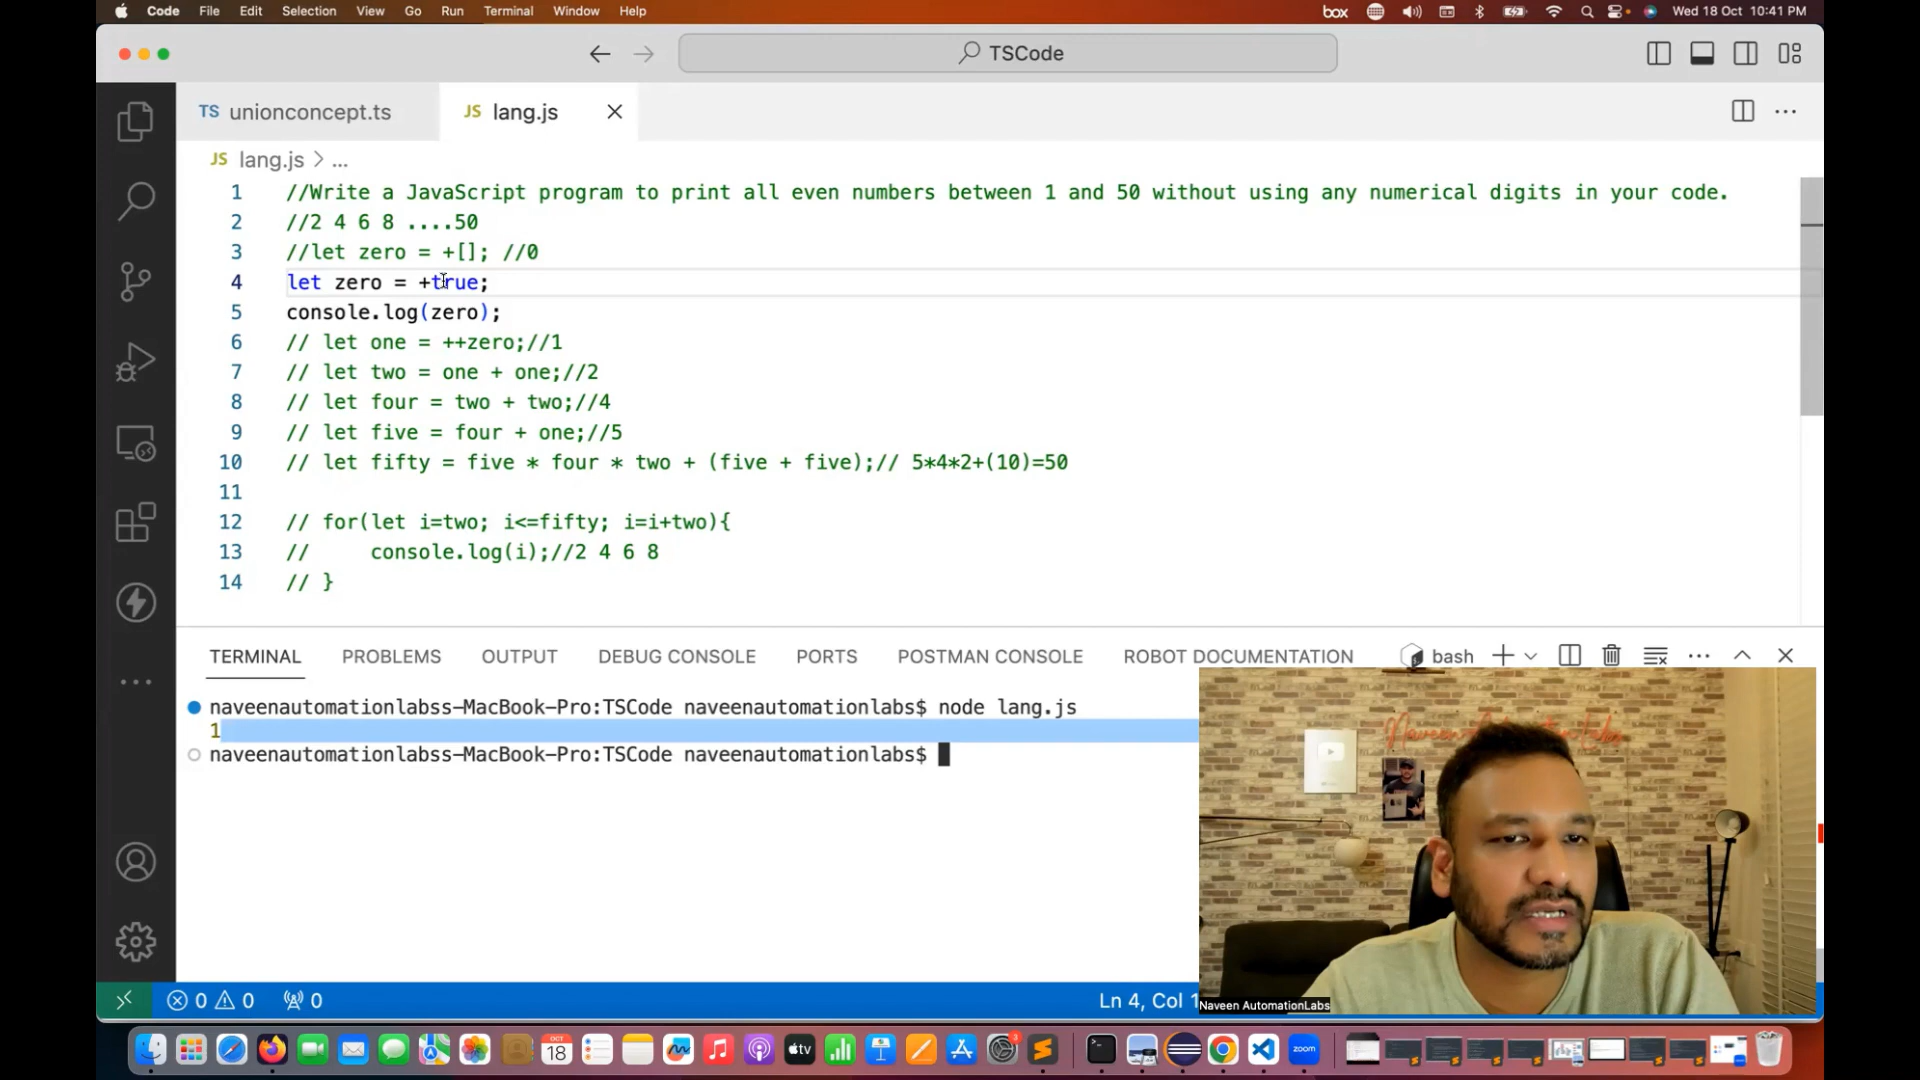 Code File Edit Selection View Go Run Terminal Window Help box Wed 18 Oct 10:41 PM
TSCode
TS unionconcept.ts JS lang.js
JS lang.js > ...
1 //Write a JavaScript program to print all even numbers between 1 and 50 without using any numerical digits in your code.
2 //2 4 6 8 ....50
3 //let zero = +[]; //0
4 let zero = +true;
5 console.log(zero);
6 // let one = ++zero;//1
7 // let two = one + one;//2
8 // let four = two + two;//4
9 // let five = four + one;//5
10 // let fifty = five * four * two + (five + five);// 5*4*2+(10)=50
11
12 // for(let i=two; i<=fifty; i=i+two){
13 //     console.log(i);//2 4 6 8
14 // }
TERMINAL PROBLEMS OUTPUT DEBUG CONSOLE PORTS POSTMAN CONSOLE ROBOT DOCUMENTATION bash
naveenautomationlabss-MacBook-Pro:TSCode naveenautomationlabs$ node lang.js
1
naveenautomationlabss-MacBook-Pro:TSCode naveenautomationlabs$
Naveen AutomationLabs
0 0 0 Ln 4, Col 1
OCT
18
tv
3
zoom